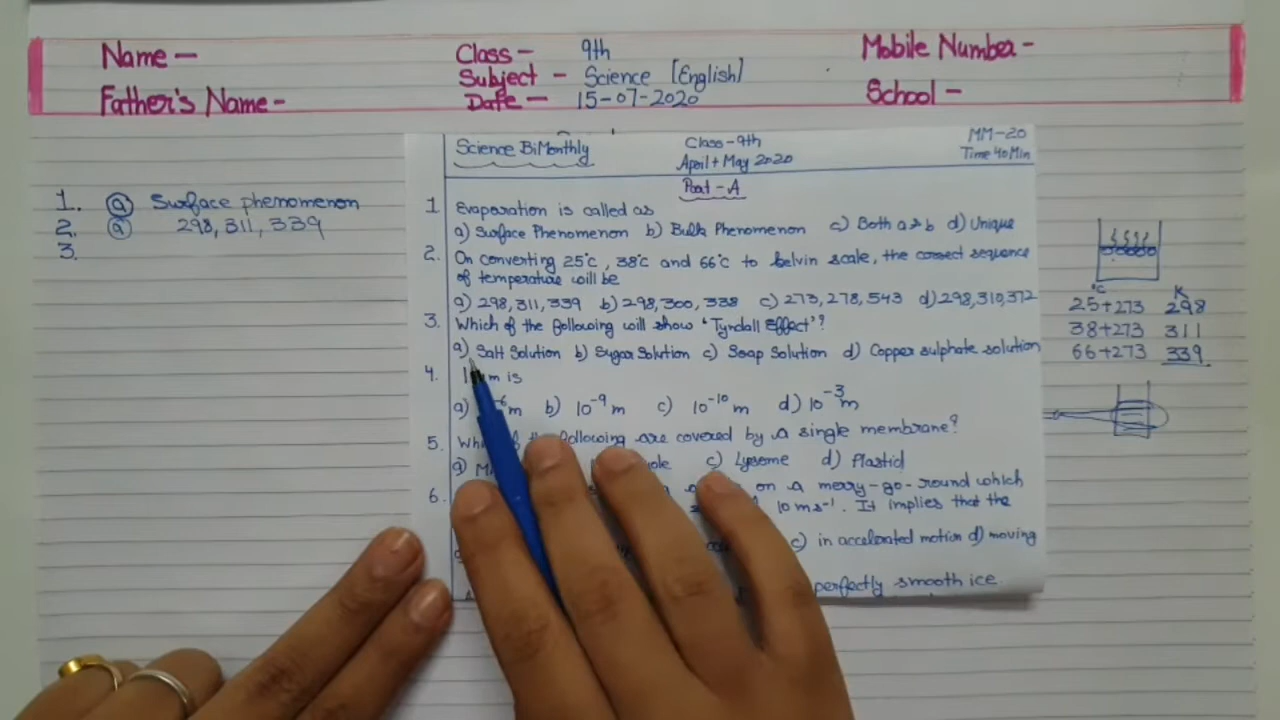 Name - Class - 9th Mobile Number -
Subject - Science [English]
Father's Name - Date - 15-07-2020 School -
1. (a) Surface phenomenon
2. (a) 298, 311, 339
3.
Science BiMonthly Class-9th MM-20
April+May 2020 Time 40 Min
Part-A
1 Evaporation is called as
a) Surface Phenomenon b) Bulk Phenomenon c) Both a & b d) Unique
2. On converting 25°C, 38°C and 66°C to kelvin scale, the correct sequence
of temperature will be
a) 298,311,339 b) 298,300,338 c) 273,278,543 d) 298,310,372
3. Which of the following will show 'Tyndall Effect'?
a) Salt Solution b) Sugar Solution c) Soap Solution d) Copper sulphate solution
4. 1 m is
a) m b) 10⁻⁹ m c) 10⁻¹⁰ m d) 10⁻³ m
5. Which of the following are covered by a single membrane?
a) c) Lysome d) Plastid
6. on a merry-go-round which
10 ms⁻¹. It implies that the
c) in accelerated motion d) moving
perfectly smooth ice.
°C K
25+273 298
38+273 311
66+273 339